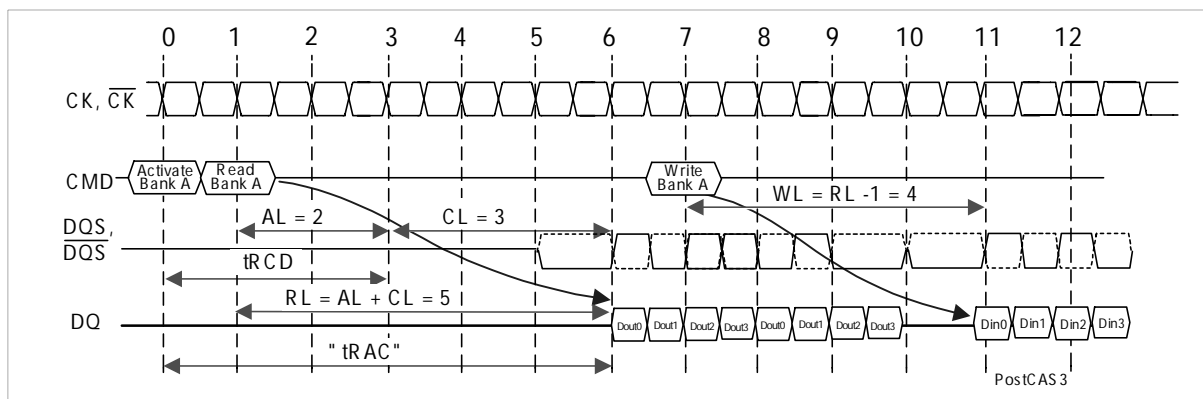 0 1 2 3 4 5 6 7 8 9 10 11 12
CK, CK
CMD
Activate
Bank A
Read
Bank A
Write
Bank A
WL = RL -1 = 4
AL = 2
CL = 3
DQS,
DQS
tRCD
RL = AL + CL = 5
DQ
Dout0 Dout1 Dout2 Dout3 Dout0 Dout1 Dout2 Dout3
Din0 Din1 Din2 Din3
" tRAC"
PostCAS3